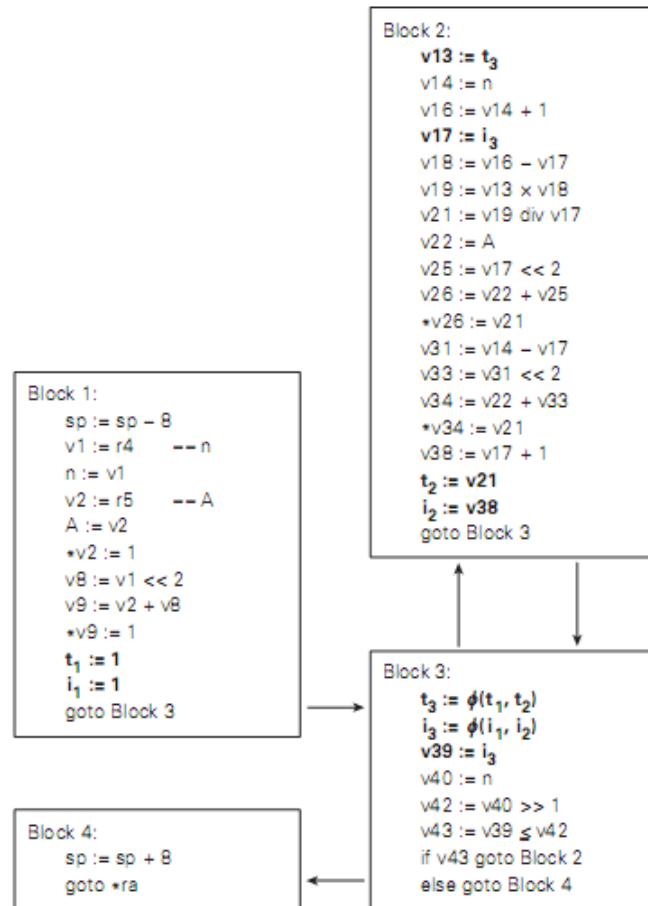 Block 1:
sp := sp – 8
v1 := r4 –– n
n := v1
v2 := r5 –– A
A := v2
*v2 := 1
v8 := v1 << 2
v9 := v2 + v8
*v9 := 1
t₁ := 1
i₁ := 1
goto Block 3
Block 2:
v13 := t₃
v14 := n
v16 := v14 + 1
v17 := i₃
v18 := v16 – v17
v19 := v13 × v18
v21 := v19 div v17
v22 := A
v25 := v17 << 2
v26 := v22 + v25
*v26 := v21
v31 := v14 – v17
v33 := v31 << 2
v34 := v22 + v33
*v34 := v21
v38 := v17 + 1
t₂ := v21
i₂ := v38
goto Block 3
Block 3:
t₃ := ϕ(t₁, t₂)
i₃ := ϕ(i₁, i₂)
v39 := i₃
v40 := n
v42 := v40 >> 1
v43 := v39 ≤ v42
if v43 goto Block 2
else goto Block 4
Block 4:
sp := sp + 8
goto *ra